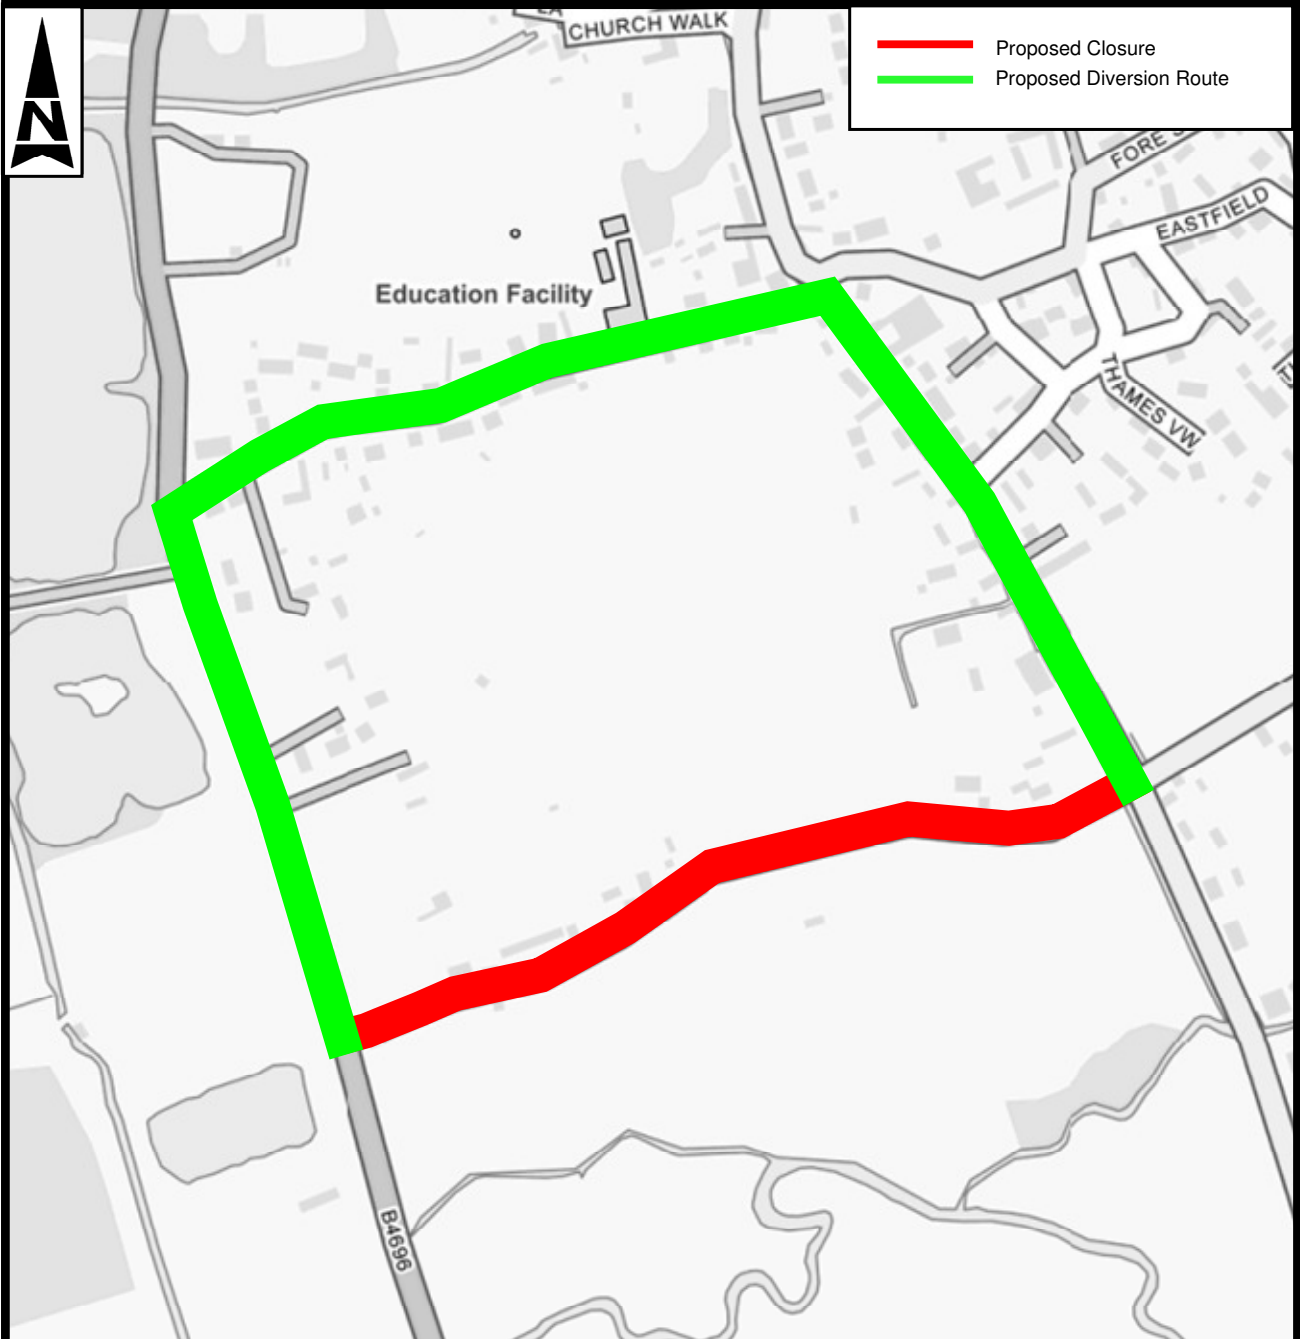 CHURCH WALK
Proposed Closure
Proposed Diversion Route
N
FORE
EASTFIELD
Education Facility
THAMES VW
B4696